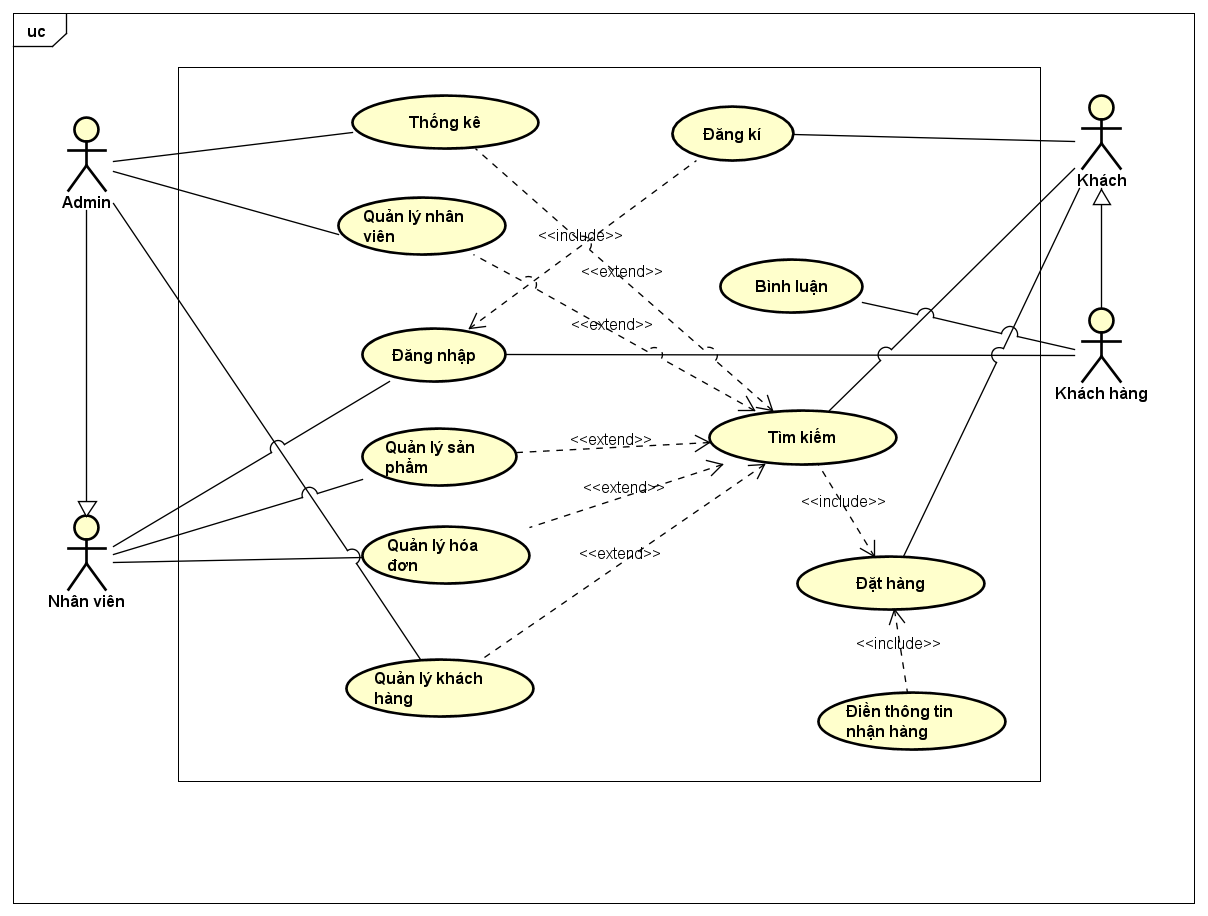 uc
Thống kê
Đăng kí
Khách
Admin
Quản lý nhân
viên
<<include>>
<<extend>>
Bình luận
<<extend>>
Đăng nhập
Khách hàng
Tìm kiếm
<<extend>>
Quản lý sản
phẩm
<<extend>>
<<include>>
Quản lý hóa
đơn
<<extend>>
Đặt hàng
Nhân viên
<<include>>
Quản lý khách
hàng
Điền thông tin
nhận hàng